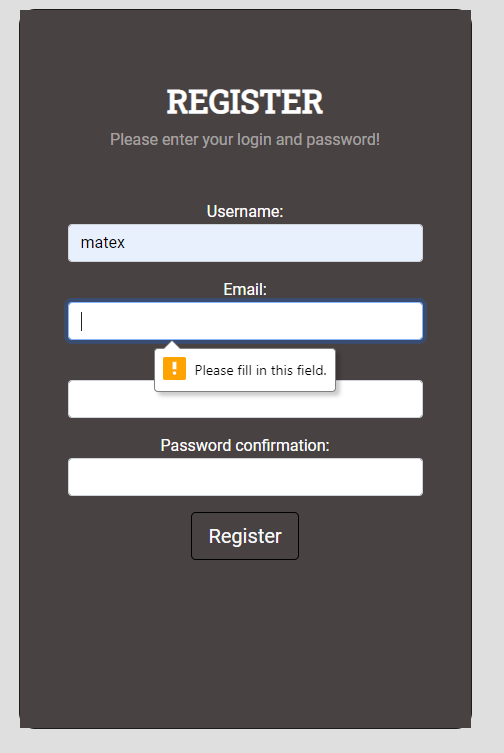 REGISTER
Please enter your login and password!
Username:
matex
Email:
Please fill in this field.
Password confirmation:
Register